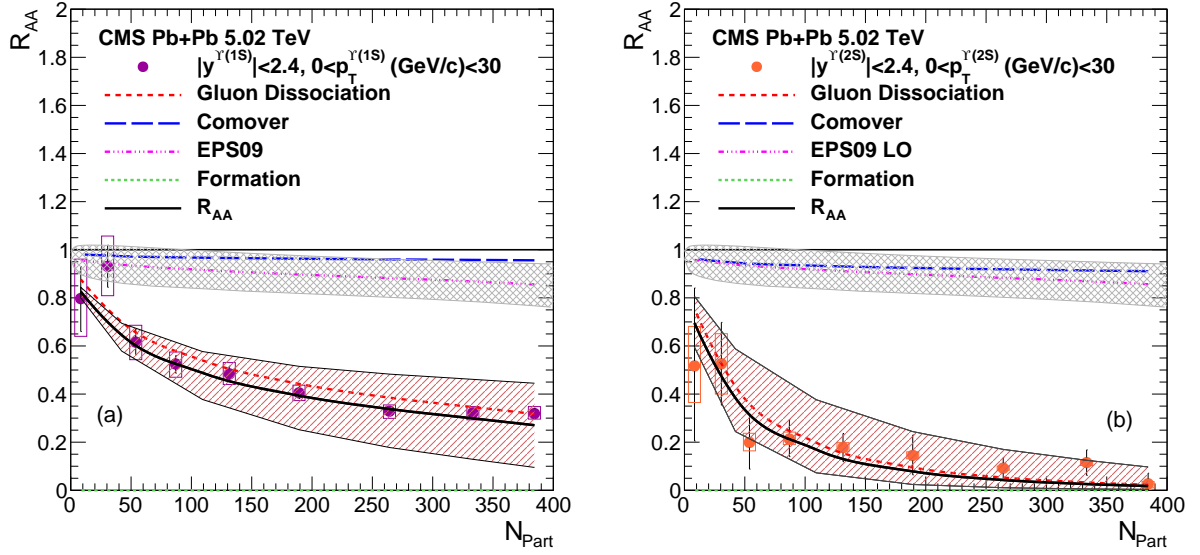 R_AA
2
1.8
1.6
1.4
1.2
1
0.8
0.6
0.4
0.2
0
CMS Pb+Pb 5.02 TeV
|y^ϒ(1S)|<2.4, 0<p_T^ϒ(1S) (GeV/c)<30
Gluon Dissociation
Comover
EPS09
Formation
R_AA
(a)
0 50 100 150 200 250 300 350 400
N_Part
R_AA
2
1.8
1.6
1.4
1.2
1
0.8
0.6
0.4
0.2
0
CMS Pb+Pb 5.02 TeV
|y^ϒ(2S)|<2.4, 0<p_T^ϒ(2S) (GeV/c)<30
Gluon Dissociation
Comover
EPS09 LO
Formation
R_AA
(b)
0 50 100 150 200 250 300 350 400
N_Part